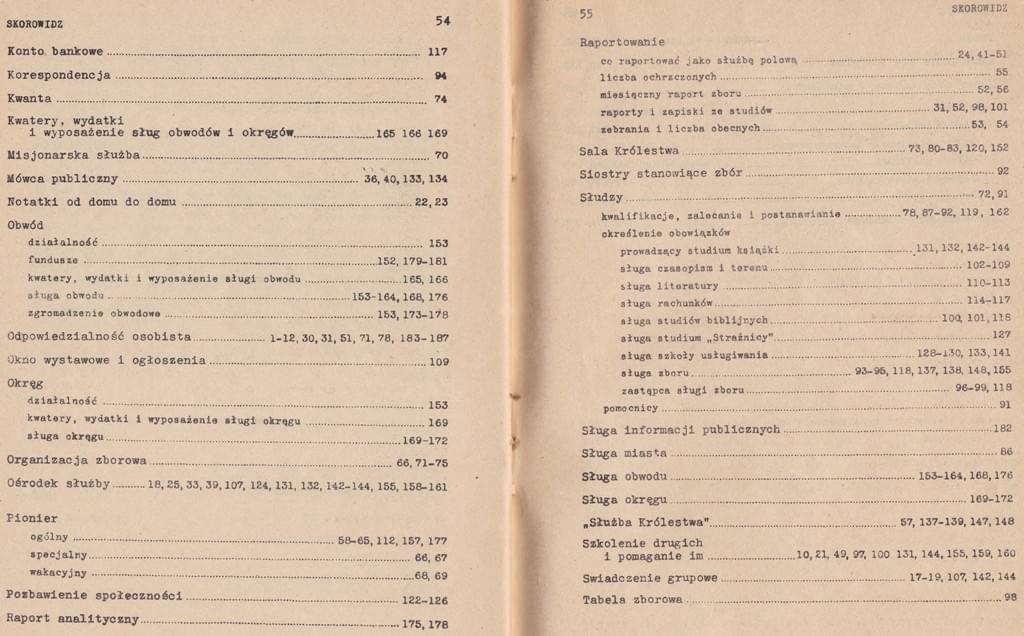 SKOROWIDZ 54
Konto bankowe ... 117
Korespondencja ... 94
Kwanta ... 74
Kwatery, wydatki
i wyposażenie sług obwodów i okręgów ... 165 166 169
Misjonarska służba ... 70
Mówca publiczny ... 36, 40, 133, 134
Notatki od domu do domu ... 22, 23
Obwód
działalność ... 153
fundusze ... 152, 179-181
kwatery, wydatki i wyposażenie sługi obwodu ... 165, 166
sługa obwodu ... 153-164, 168, 176
zgromadzenie obwodowe ... 153, 173-178
Odpowiedzialność osobista ... 1-12, 30, 31, 51, 71, 78, 183-187
Okno wystawowe i ogłoszenia ... 109
Okręg
działalność ... 153
kwatery, wydatki i wyposażenie sługi okręgu ... 169
sługa okręgu ... 169-172
Organizacja zborowa ... 66, 71-75
Ośrodek służby ... 18, 25, 33, 39, 107, 124, 131, 132, 142-144, 155, 158-161
Pionier
ogólny ... 58-65, 112, 157, 177
specjalny ... 66, 67
wakacyjny ... 68, 69
Pozbawienie społeczności ... 122-126
Raport analityczny ... 175, 178
55 SKOROWIDZ
Raportowanie
co raportować jako służbę polową ... 24, 41-51
liczba ochrzczonych ... 55
miesięczny raport zboru ... 52, 56
raporty i zapiski ze studiów ... 31, 52, 98, 101
zebrania i liczba obecnych ... 53, 54
Sala Królestwa ... 73, 80-83, 120, 152
Siostry stanowiące zbór ... 92
Słudzy ... 72, 91
kwalifikacje, zalecanie i postanawianie ... 78, 87-92, 119, 162
określenie obowiązków
prowadzący studium książki ... 131, 132, 142-144
sługa czasopism i terenu ... 102-109
sługa literatury ... 110-113
sługa rachunków ... 114-117
sługa studiów biblijnych ... 100, 101, 118
sługa studium „Strażnicy" ... 127
sługa szkoły usługiwania ... 128-130, 133, 141
sługa zboru ... 93-95, 118, 137, 138, 148, 155
zastępca sługi zboru ... 96-99, 118
pomocnicy ... 91
Sługa informacji publicznych ... 182
Sługa miasta ... 86
Sługa obwodu ... 153-164, 168, 176
Sługa okręgu ... 169-172
„Służba Królestwa" ... 57, 137-139, 147, 148
Szkolenie drugich
i pomaganie im ... 10, 21, 49, 97, 100 131, 144, 155, 159, 160
Swiadczenie grupowe ... 17-19, 107, 142, 144
Tabela zborowa ... 98